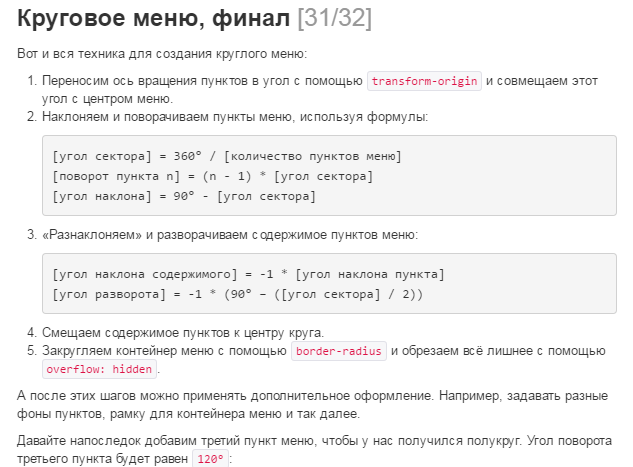 Круговое меню, финал [31/32]
Вот и вся техника для создания круглого меню:
1. Переносим ось вращения пунктов в угол с помощью transform-origin и совмещаем этот
угол с центром меню.
2. Наклоняем и поворачиваем пункты меню, используя формулы:
[угол сектора] = 360° / [количество пунктов меню]
[поворот пункта n] = (n - 1) * [угол сектора]
[угол наклона] = 90° - [угол сектора]
3. «Разнаклоняем» и разворачиваем содержимое пунктов меню:
[угол наклона содержимого] = -1 * [угол наклона пункта]
[угол разворота] = -1 * (90° – ([угол сектора] / 2))
4. Смещаем содержимое пунктов к центру круга.
5. Закругляем контейнер меню с помощью border-radius и обрезаем всё лишнее с помощью
overflow: hidden.
А после этих шагов можно применять дополнительное оформление. Например, задавать разные
фоны пунктов, рамку для контейнера меню и так далее.
Давайте напоследок добавим третий пункт меню, чтобы у нас получился полукруг. Угол поворота
третьего пункта будет равен 120°: